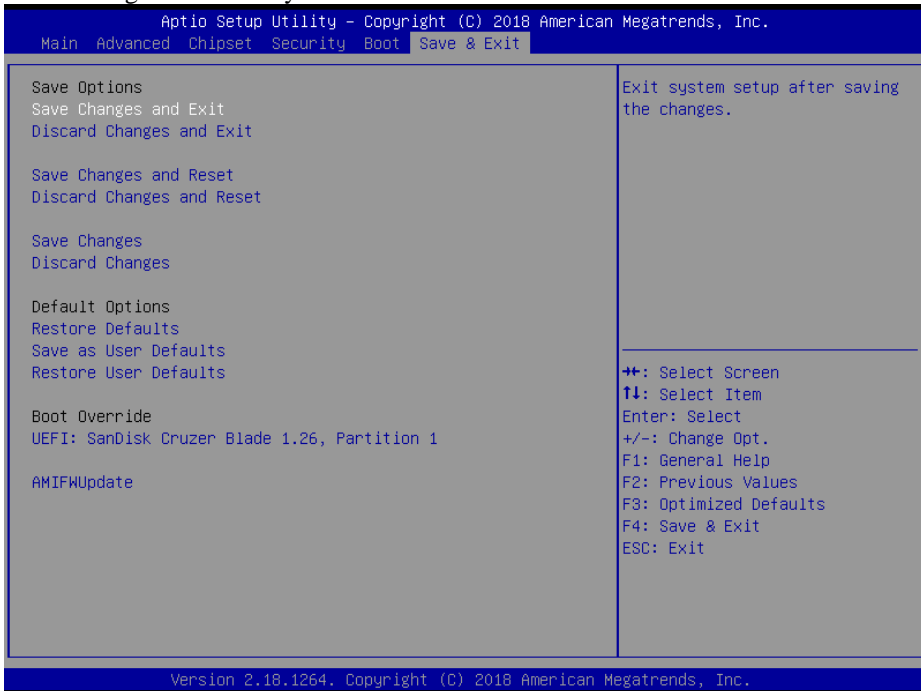 Aptio Setup Utility – Copyright (C) 2018 American Megatrends, Inc.
Main Advanced Chipset Security Boot Save & Exit
Save Options
Save Changes and Exit
Discard Changes and Exit
Save Changes and Reset
Discard Changes and Reset
Save Changes
Discard Changes
Default Options
Restore Defaults
Save as User Defaults
Restore User Defaults
Boot Override
UEFI: SanDisk Cruzer Blade 1.26, Partition 1
AMIFWUpdate
Exit system setup after saving
the changes.
→←: Select Screen
↑↓: Select Item
Enter: Select
+/-: Change Opt.
F1: General Help
F2: Previous Values
F3: Optimized Defaults
F4: Save & Exit
ESC: Exit
Version 2.18.1264. Copyright (C) 2018 American Megatrends, Inc.